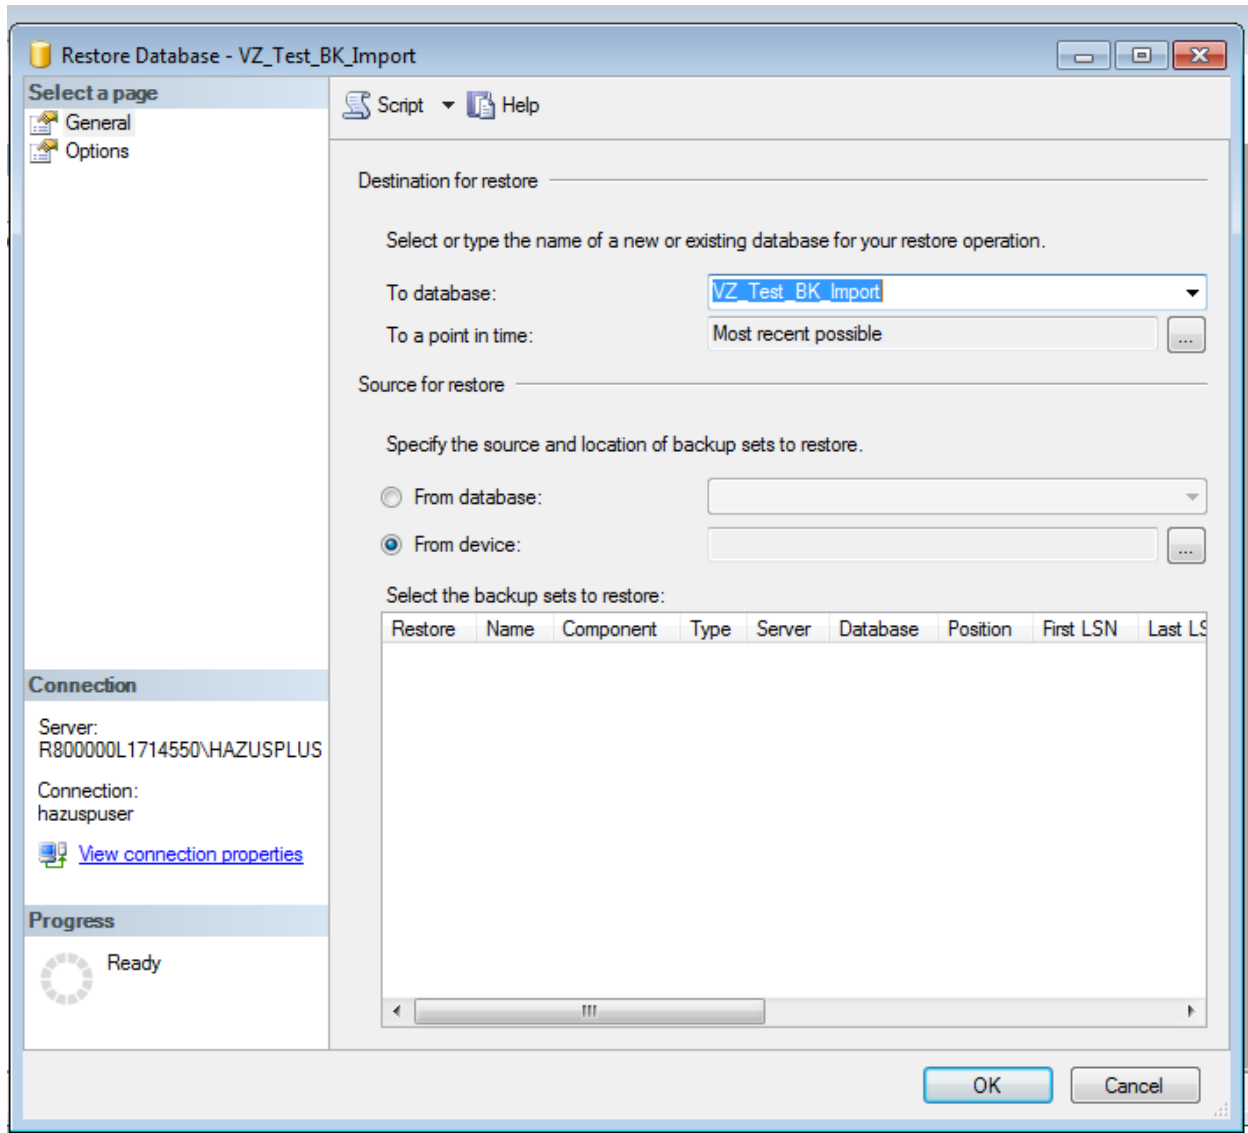 Restore Database - VZ_Test_BK_Import
Select a page
General
Options
Script
Help
Destination for restore
Select or type the name of a new or existing database for your restore operation.
To database:
VZ_Test_BK_Import
To a point in time:
Most recent possible
...
Source for restore
Specify the source and location of backup sets to restore.
From database:
From device:
...
Select the backup sets to restore:
Restore Name Component Type Server Database Position First LSN Last LS
Connection
Server:
R800000L1714550\HAZUSPLUS
Connection:
hazuspuser
View connection properties
Progress
Ready
OK
Cancel